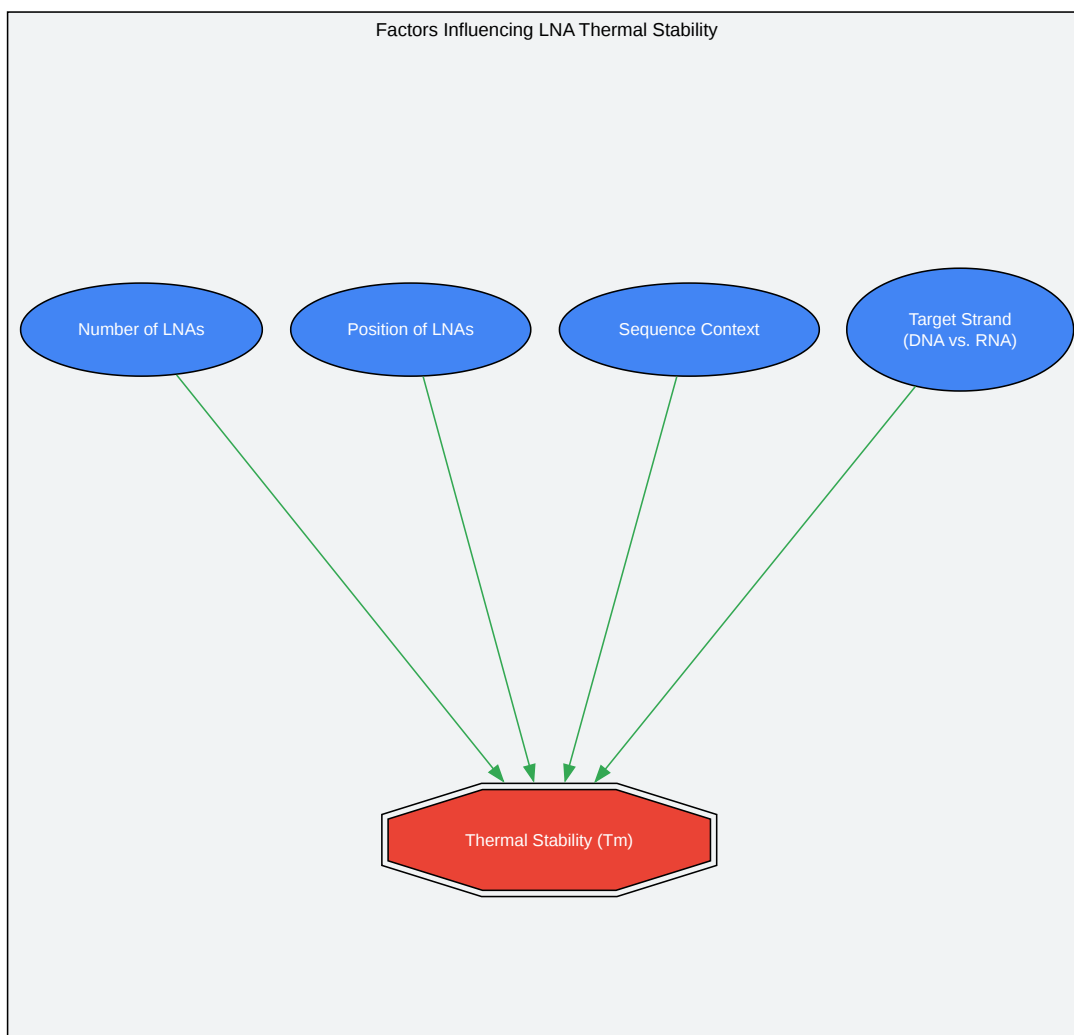 Factors Influencing LNA Thermal Stability
Number of LNAs
Position of LNAs
Sequence Context
Target Strand
(DNA vs. RNA)
Thermal Stability (Tm)